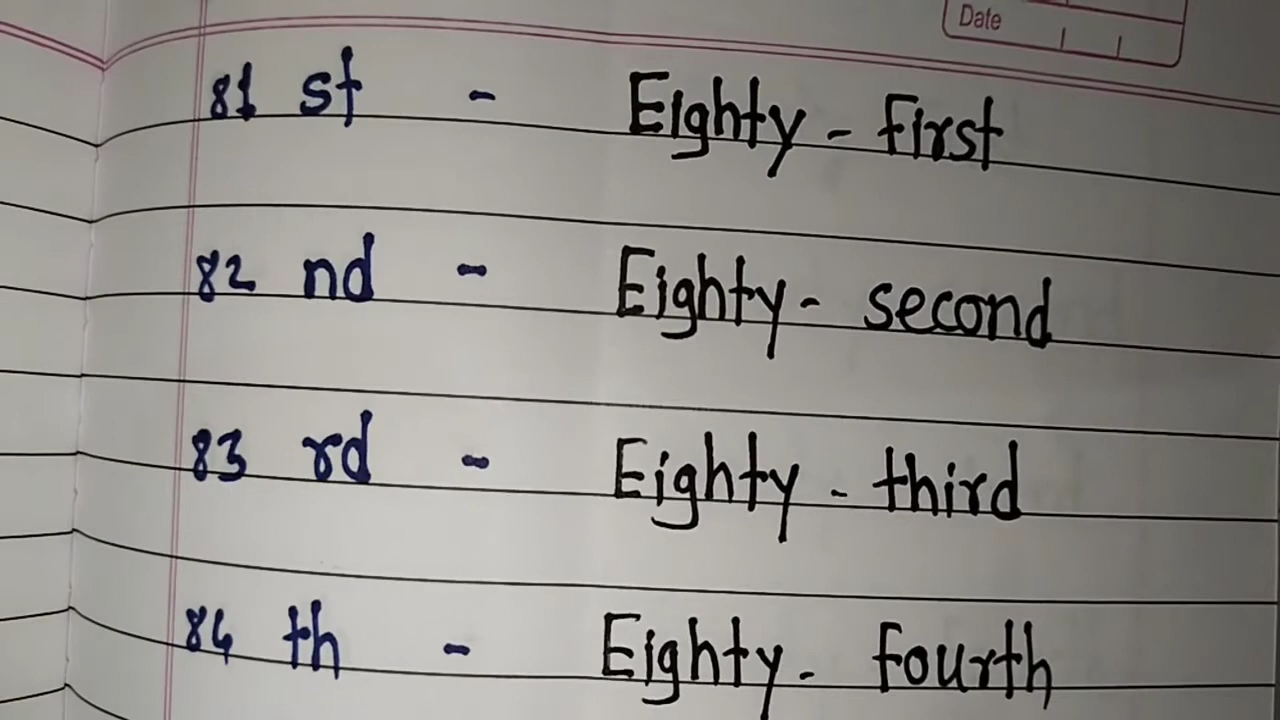 Date
81 st - Eighty - first
82 nd - Eighty - second
83 rd - Eighty - third
84 th - Eighty - fourth